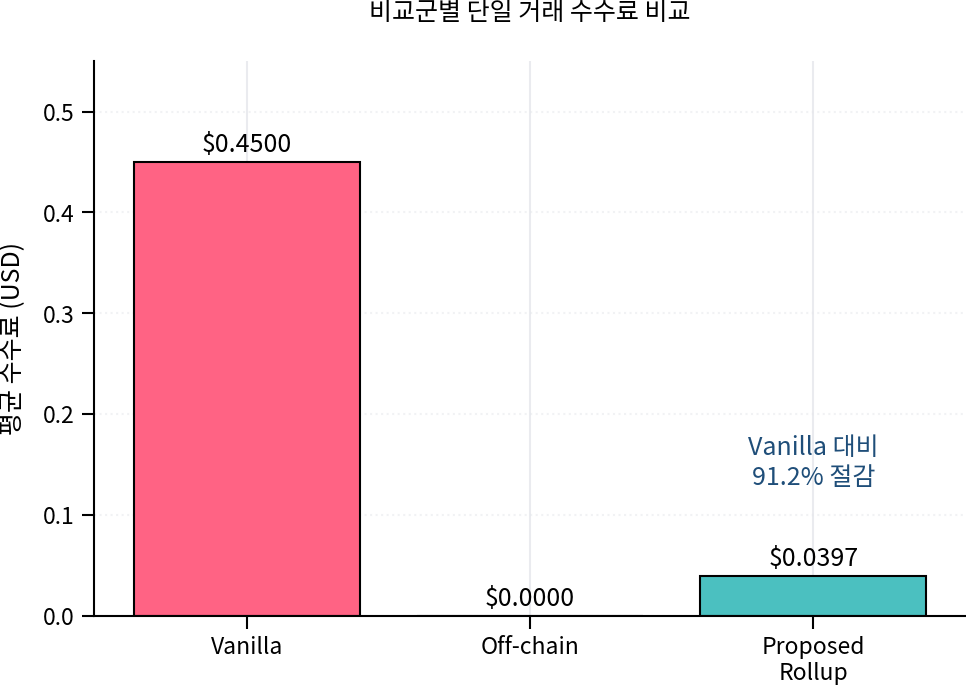 비교군별 단일 거래 수수료 비교
평균 수수료 (USD)
0.5
0.4
0.3
0.2
0.1
0.0
$0.4500
$0.0000
Vanilla 대비
91.2% 절감
$0.0397
Vanilla
Off-chain
Proposed
Rollup